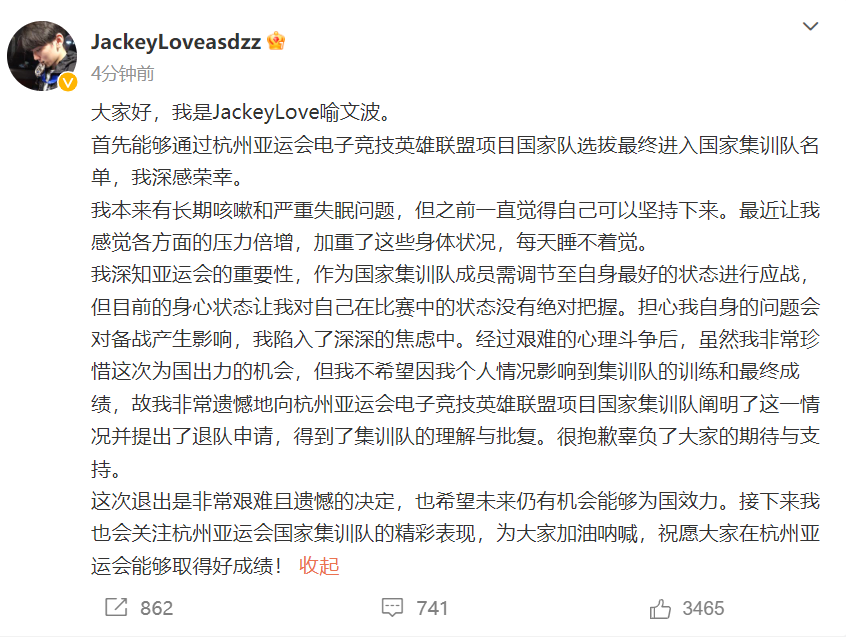 JackeyLoveasdzz
4分钟前
大家好，我是JackeyLove喻文波。
首先能够通过杭州亚运会电子竞技英雄联盟项目国家队选拔最终进入国家集训队名
单，我深感荣幸。
我本来有长期咳嗽和严重失眠问题，但之前一直觉得自己可以坚持下来。最近让我
感觉各方面的压力倍增，加重了这些身体状况，每天睡不着觉。
我深知亚运会的重要性，作为国家集训队成员需调节至自身最好的状态进行应战，
但目前的身心状态让我对自己在比赛中的状态没有绝对把握。担心我自身的问题会
对备战产生影响，我陷入了深深的焦虑中。经过艰难的心理斗争后，虽然我非常珍
惜这次为国出力的机会，但我不希望因我个人情况影响到集训队的训练和最终成
绩，故我非常遗憾地向杭州亚运会电子竞技英雄联盟项目国家集训队阐明了这一情
况并提出了退队申请，得到了集训队的理解与批复。很抱歉辜负了大家的期待与支
持。
这次退出是非常艰难且遗憾的决定，也希望未来仍有机会能够为国效力。接下来我
也会关注杭州亚运会国家集训队的精彩表现，为大家加油呐喊，祝愿大家在杭州亚
运会能够取得好成绩！ 收起
862 741 3465